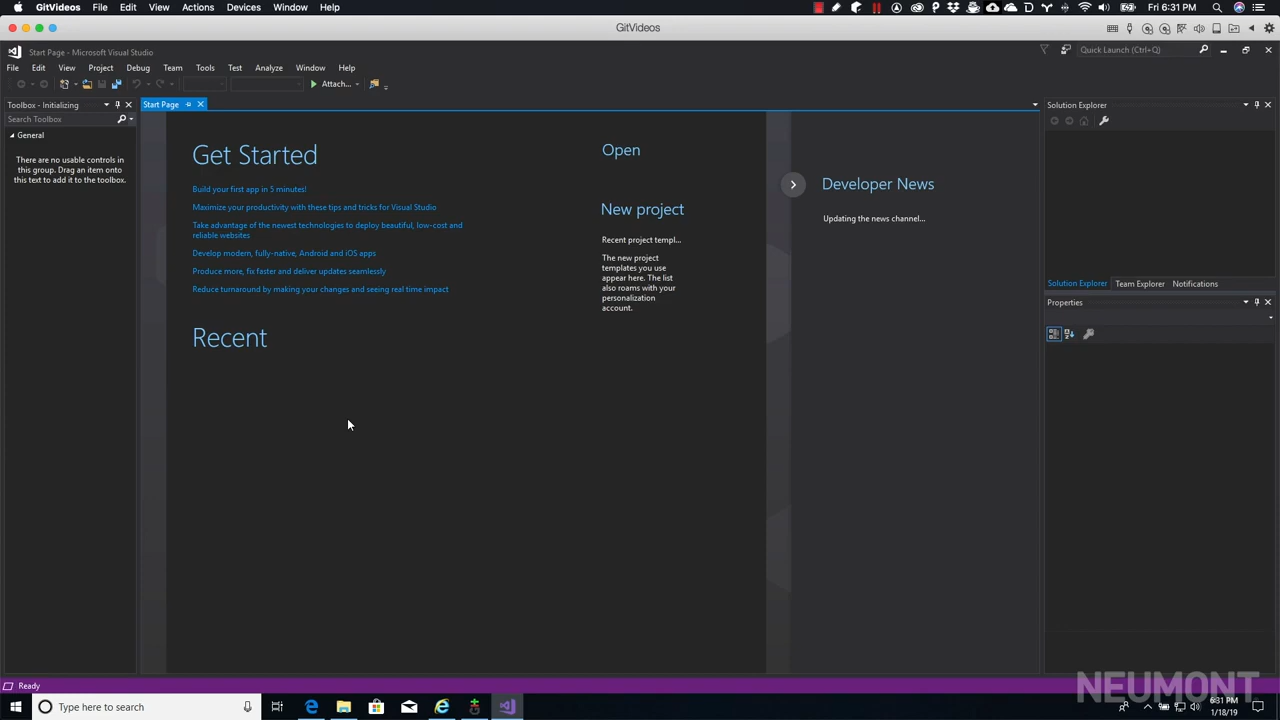 GitVideos File Edit View Actions Devices Window Help
Fri 6:31 PM
GitVideos
Start Page - Microsoft Visual Studio
Quick Launch (Ctrl+Q)
File Edit View Project Debug Team Tools Test Analyze Window Help
Attach...
Toolbox - Initializing
Search Toolbox
General
There are no usable controls in
this group. Drag an item onto
this text to add it to the toolbox.
Start Page
Get Started
Build your first app in 5 minutes!
Maximize your productivity with these tips and tricks for Visual Studio
Take advantage of the newest technologies to deploy beautiful, low-cost and
reliable websites
Develop modern, fully-native, Android and iOS apps
Produce more, fix faster and deliver updates seamlessly
Reduce turnaround by making your changes and seeing real time impact
Recent
Open
New project
Recent project templ...
The new project
templates you use
appear here. The list
also roams with your
personalization
account.
Developer News
Updating the news channel...
Solution Explorer
Solution Explorer Team Explorer Notifications
Properties
Ready
NEUMONT
Type here to search
6:31 PM
1/18/19